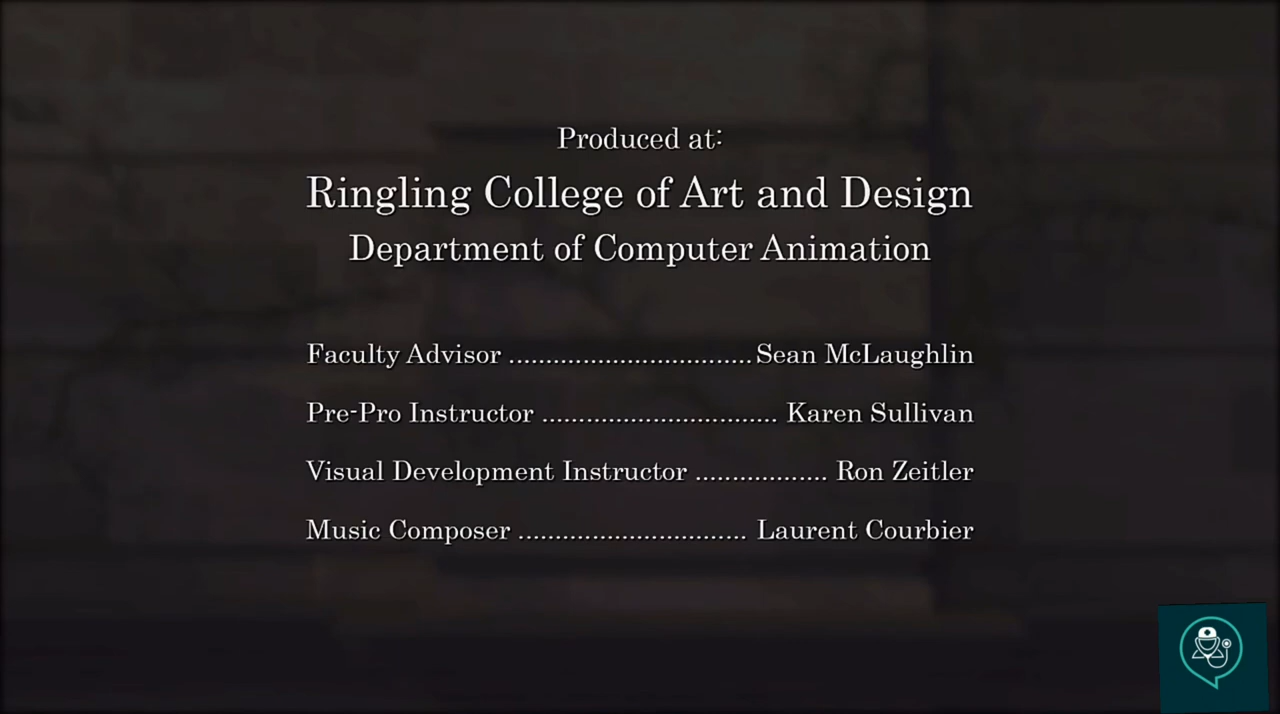 Produced at:
Ringling College of Art and Design
Department of Computer Animation
Faculty Advisor ................................. Sean McLaughlin
Pre-Pro Instructor ................................ Karen Sullivan
Visual Development Instructor .................. Ron Zeitler
Music Composer ............................... Laurent Courbier